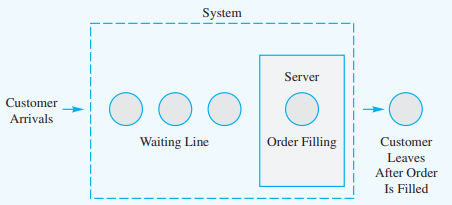 System
Server
Customer
Arrivals
Waiting Line
Order Filling
Customer
Leaves
After Order
Is Filled